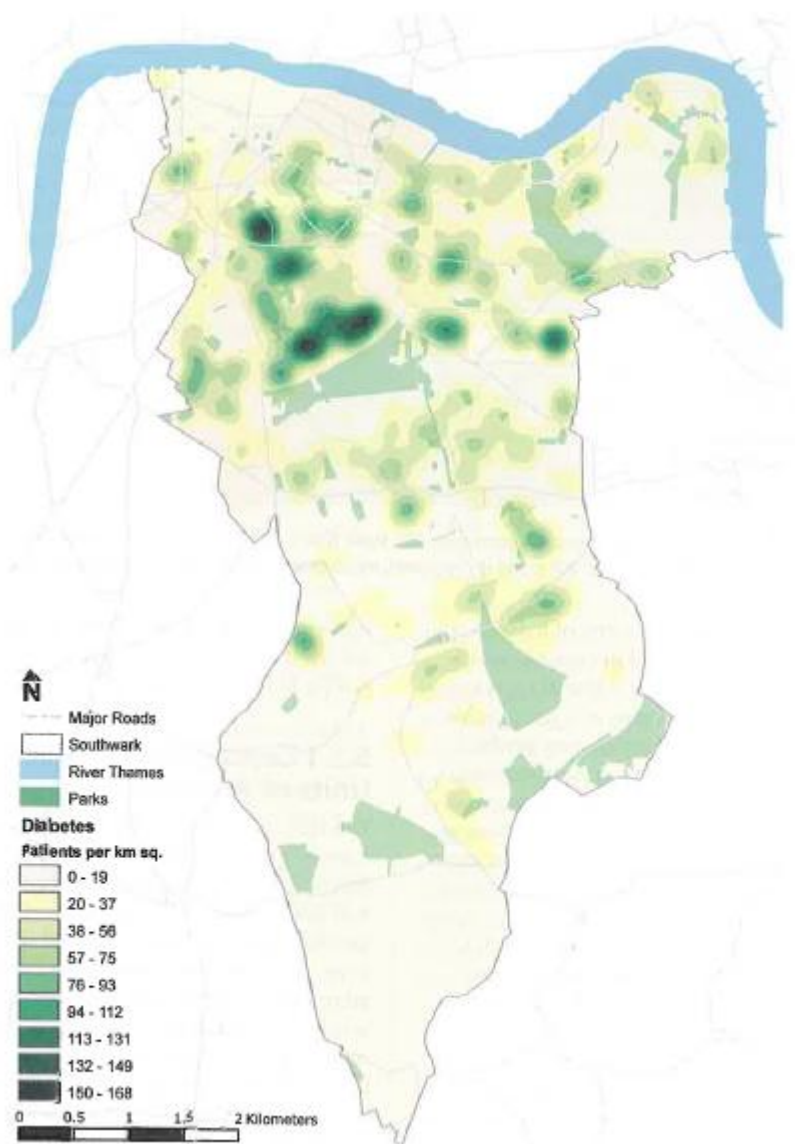 N
Major Roads
Southwark
River Thames
Parks
Diabetes
Patients per km sq.
0 - 19
20 - 37
38 - 56
57 - 75
76 - 93
94 - 112
113 - 131
132 - 149
150 - 168
0 0.5 1 1.5 2 Kilometers